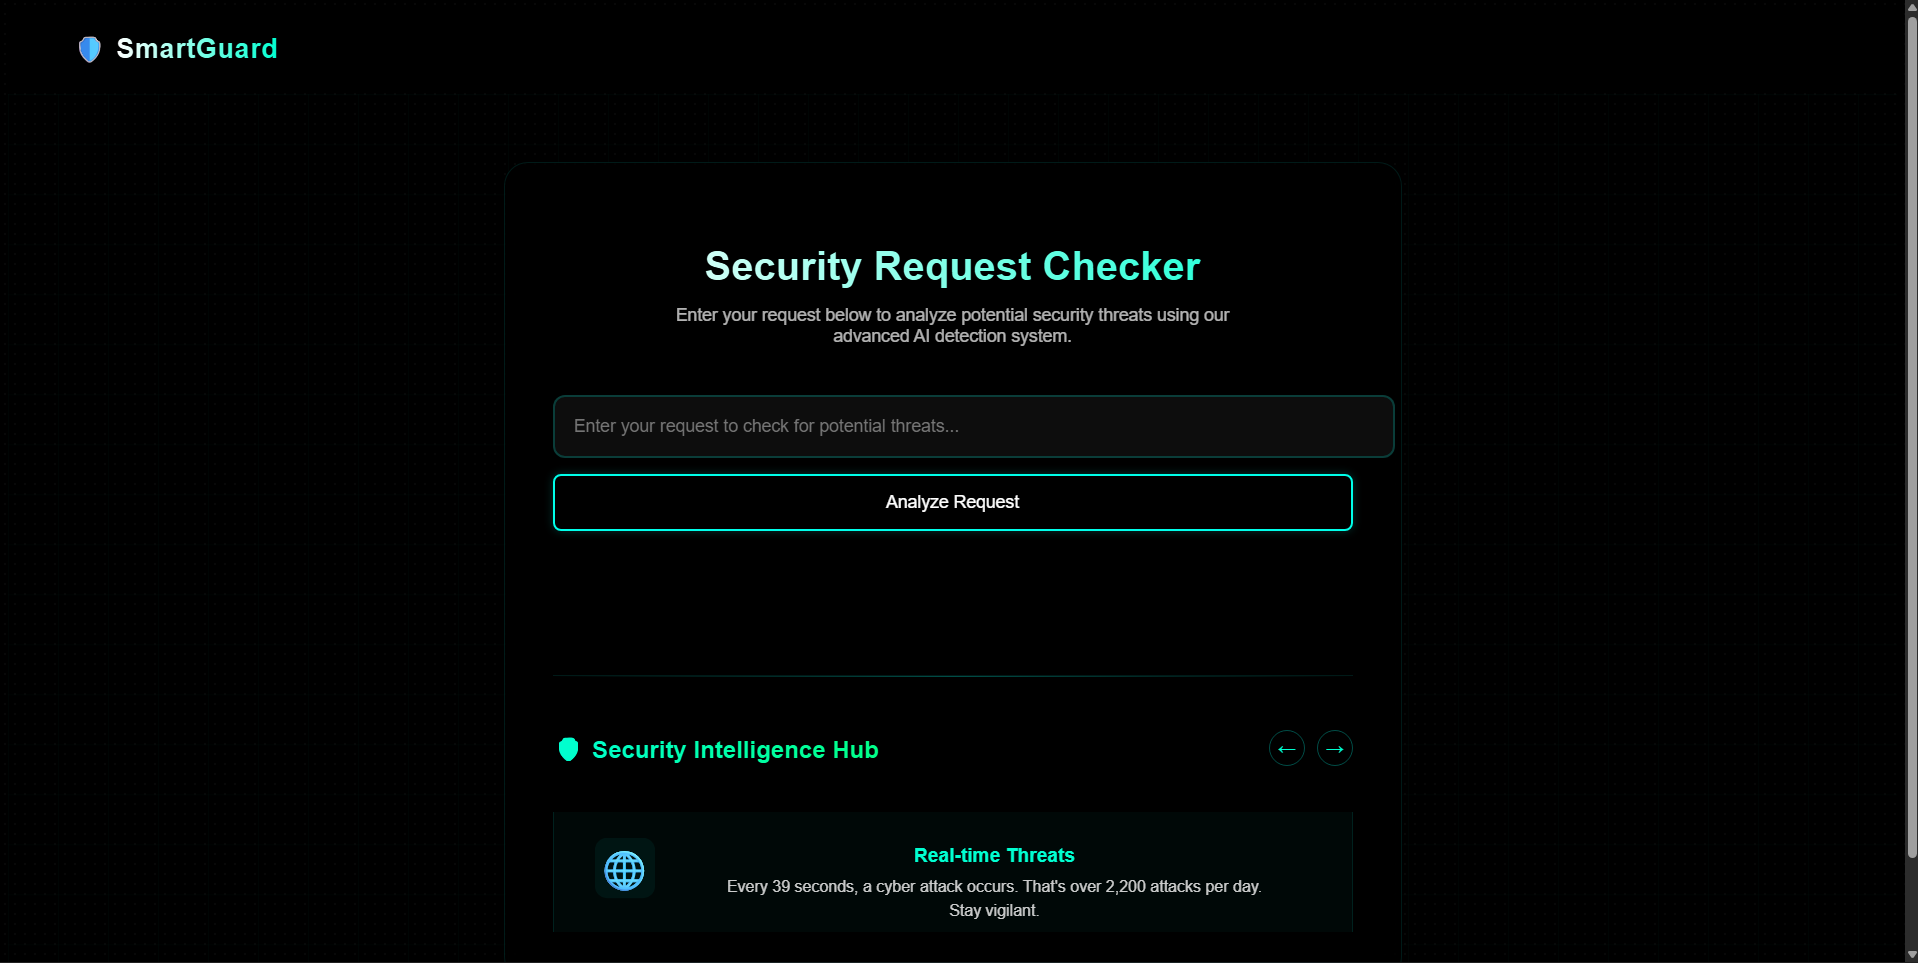 SmartGuard
Security Request Checker
Enter your request below to analyze potential security threats using our
advanced AI detection system.
Enter your request to check for potential threats...
Analyze Request
Security Intelligence Hub
← →
Real-time Threats
Every 39 seconds, a cyber attack occurs. That's over 2,200 attacks per day.
Stay vigilant.